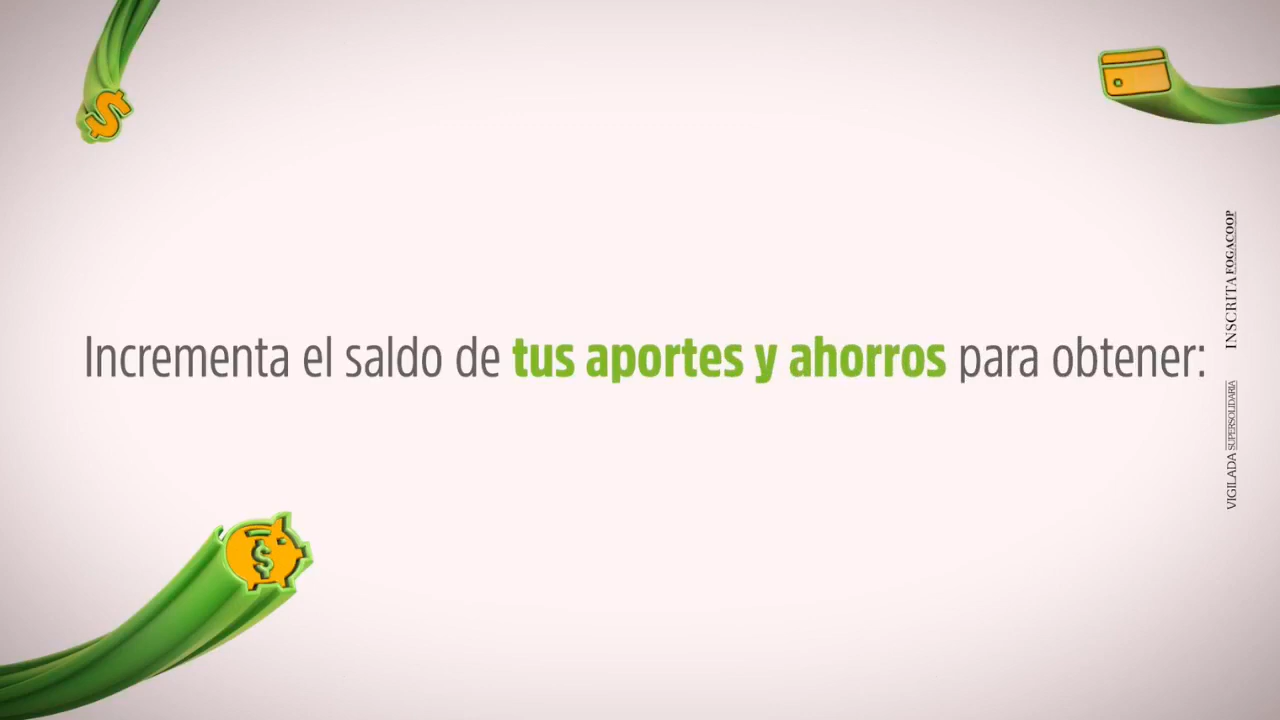 Incrementa el saldo de tus aportes y ahorros para obtener:
VIGILADA SUPERSOLIDARIA
INSCRITA FOGACOOP